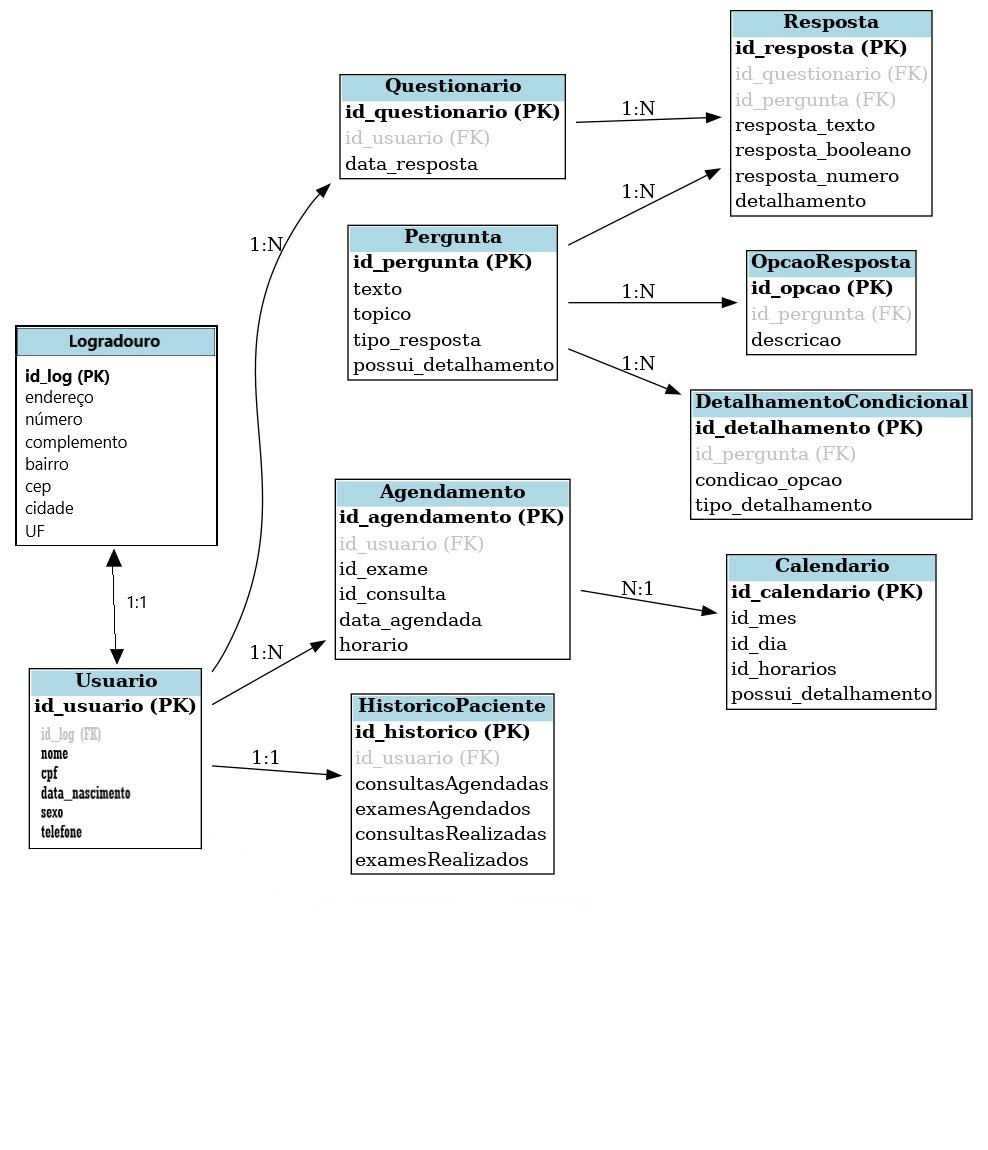 Logradouro
id_log (PK)
endereço
número
complemento
bairro
cep
cidade
UF
1:1
Usuario
id_usuario (PK)
id_log (FK)
nome
cpf
data_nascimento
sexo
telefone
1:N
1:N
1:1
Questionario
id_questionario (PK)
id_usuario (FK)
data_resposta
1:N
Pergunta
id_pergunta (PK)
texto
topico
tipo_resposta
possui_detalhamento
1:N
1:N
1:N
Agendamento
id_agendamento (PK)
id_usuario (FK)
id_exame
id_consulta
data_agendada
horario
N:1
HistoricoPaciente
id_historico (PK)
id_usuario (FK)
consultasAgendadas
examesAgendados
consultasRealizadas
examesRealizados
Resposta
id_resposta (PK)
id_questionario (FK)
id_pergunta (FK)
resposta_texto
resposta_booleano
resposta_numero
detalhamento
OpcaoResposta
id_opcao (PK)
id_pergunta (FK)
descricao
DetalhamentoCondicional
id_detalhamento (PK)
id_pergunta (FK)
condicao_opcao
tipo_detalhamento
Calendario
id_calendario (PK)
id_mes
id_dia
id_horarios
possui_detalhamento